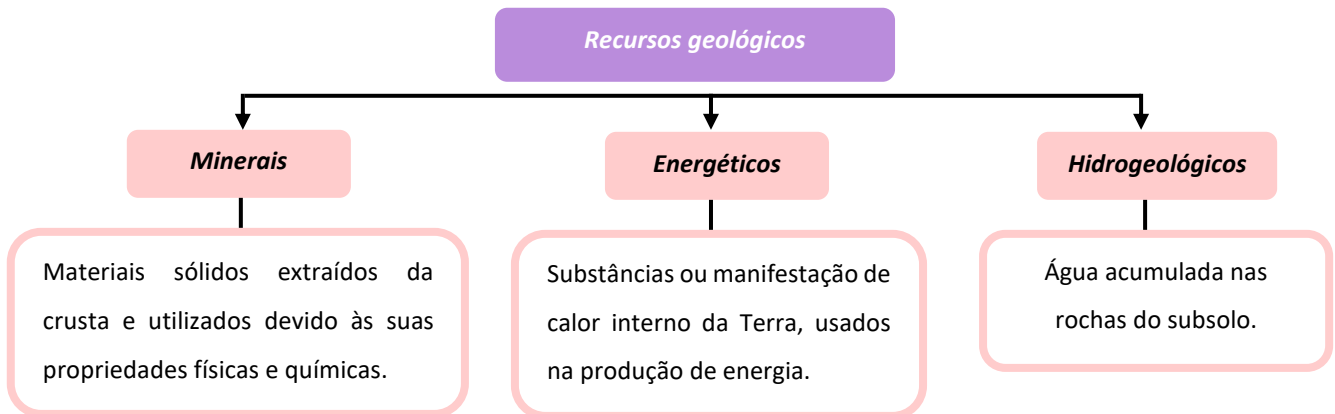 Recursos geológicos
Minerais
Energéticos
Hidrogeológicos
Materiais sólidos extraídos da
crusta e utilizados devido às suas
propriedades físicas e químicas.
Substâncias ou manifestação de
calor interno da Terra, usados
na produção de energia.
Água acumulada nas
rochas do subsolo.